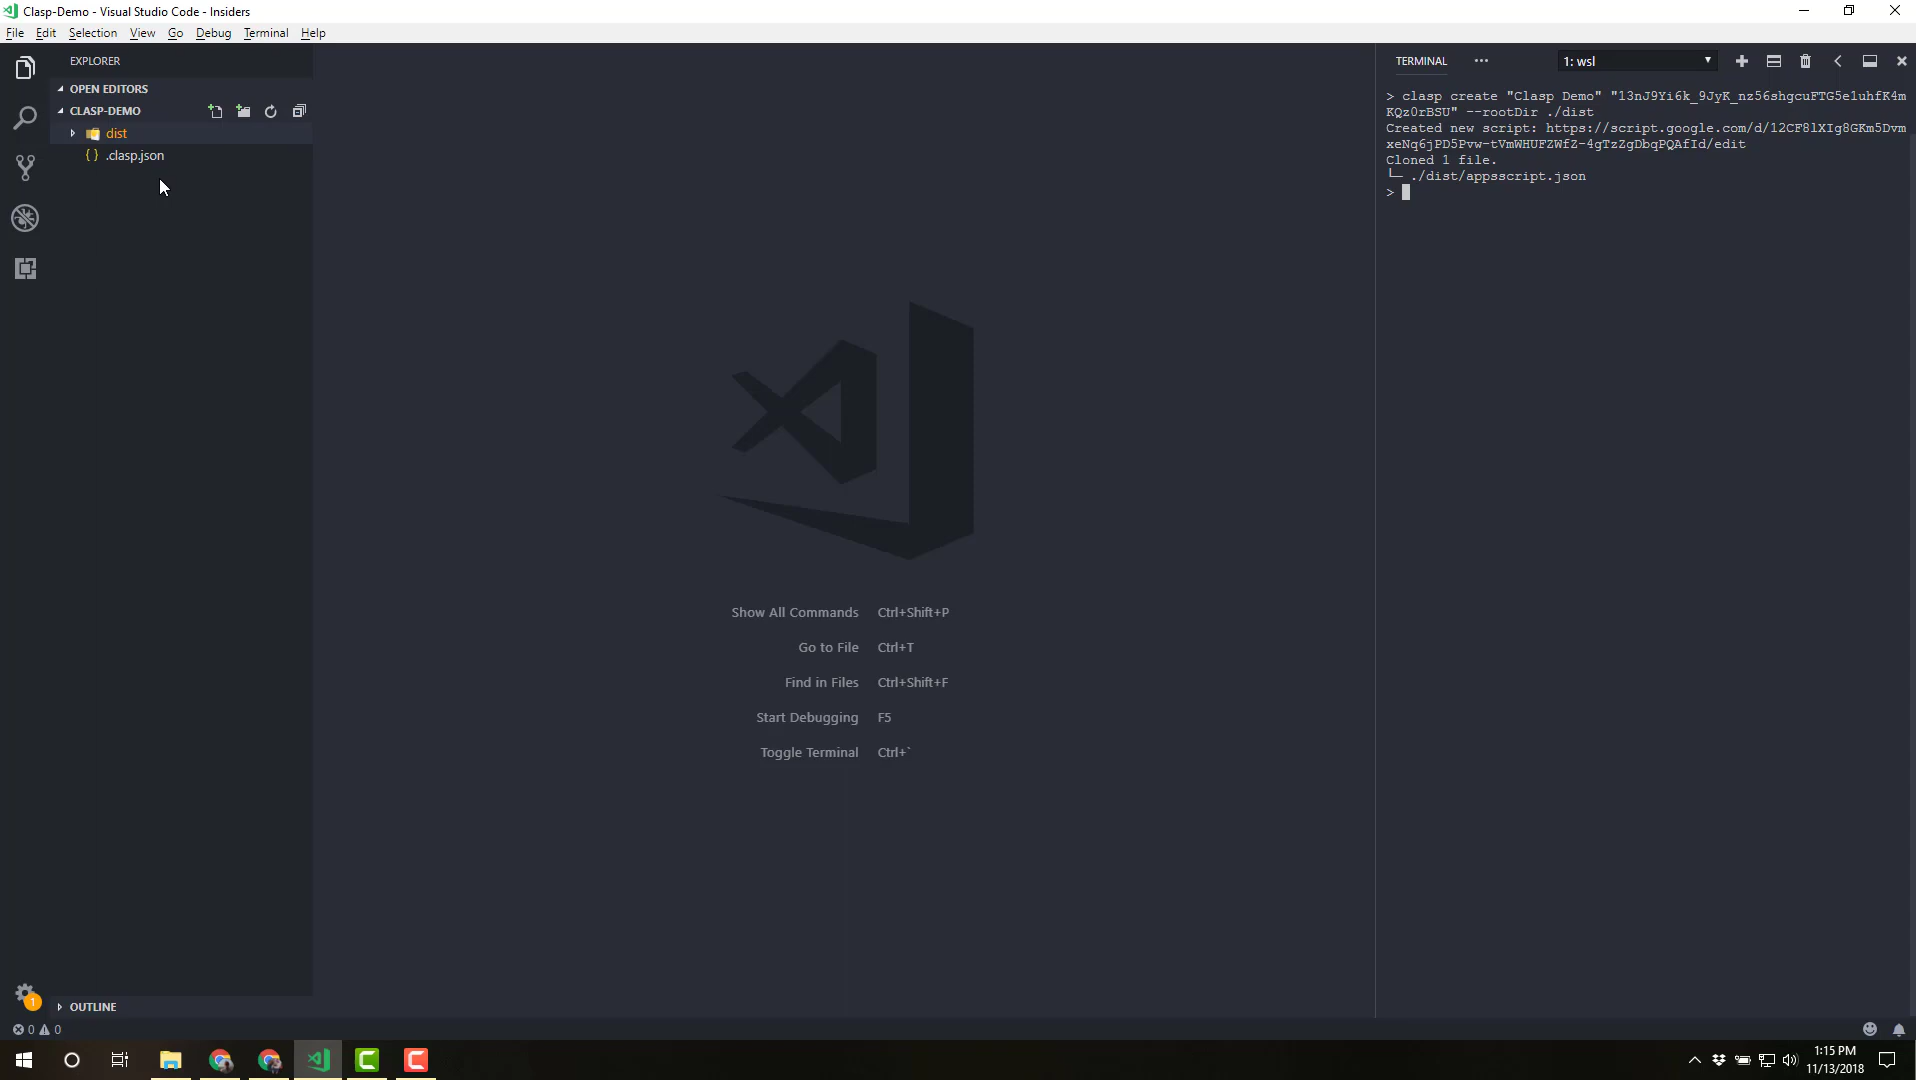 Clasp-Demo - Visual Studio Code - Insiders
File Edit Selection View Go Debug Terminal Help
EXPLORER
OPEN EDITORS
CLASP-DEMO
dist
{ } .clasp.json
OUTLINE
TERMINAL ··· 1: wsl
> clasp create "Clasp Demo" "13nJ9Yi6k_9JyK_nz56shgcuFTG5e1uhfK4m
KQz0rBSU" --rootDir ./dist
Created new script: https://script.google.com/d/12CF8lXIg8GKm5Dvm
xeNq6jPD5Pvw-tVmWHUFZWfZ-4gTzZgDbqPQAfId/edit
Cloned 1 file.
└─ ./dist/appsscript.json
>
Show All Commands Ctrl+Shift+P
Go to File Ctrl+T
Find in Files Ctrl+Shift+F
Start Debugging F5
Toggle Terminal Ctrl+`
1
0 0
1:15 PM
11/13/2018